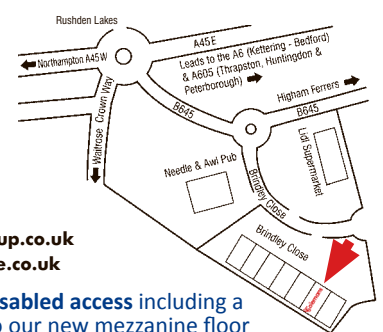 Rushden Lakes
A45E
Leads to the A6 (Kettering - Bedford)
& A605 (Thrapston, Huntingdon &
Peterborough)
Northampton A45W
Higham Ferrers
B645
B645
Waitrose Crown Way
Needle & Awl Pub
Lidl Supermarket
Brindley Close
Brindley Close
up.co.uk
e.co.uk
sabled access including a
o our new mezzanine floor